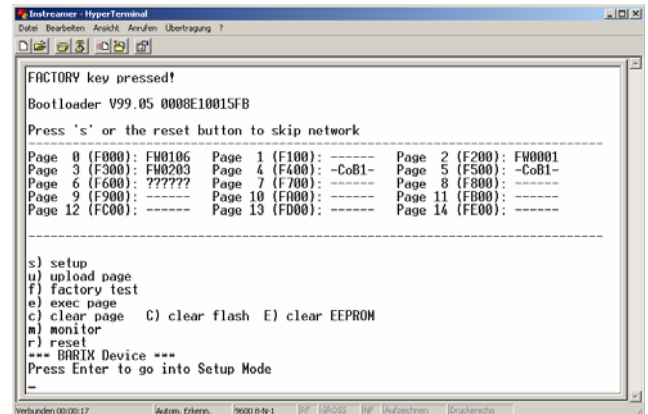 Instreamer - HyperTerminal
Datei Bearbeiten Ansicht Anrufen Übertragung ?
FACTORY key pressed!
Bootloader V99.05 0008E10015FB
Press 's' or the reset button to skip network
--------------------------------------------------------------------------------
Page 0 (F000): FW0106 Page 1 (F100): ------ Page 2 (F200): FW0001
Page 3 (F300): FW0203 Page 4 (F400): -CoB1- Page 5 (F500): -CoB1-
Page 6 (F600): ?????? Page 7 (F700): ------ Page 8 (F800): ------
Page 9 (F900): ------ Page 10 (FA00): ------ Page 11 (FB00): ------
Page 12 (FC00): ------ Page 13 (FD00): ------ Page 14 (FE00): ------
--------------------------------------------------------------------------------
s) setup
u) upload page
f) factory test
e) exec page
c) clear page C) clear flash E) clear EEPROM
m) monitor
r) reset
*** BARIX Device ***
Press Enter to go into Setup Mode
_
Verbunden 00:00:17 Autom. Erkenn. 9600 8-N-1 RF GROSS NF Aufzeichnen Druckerecho